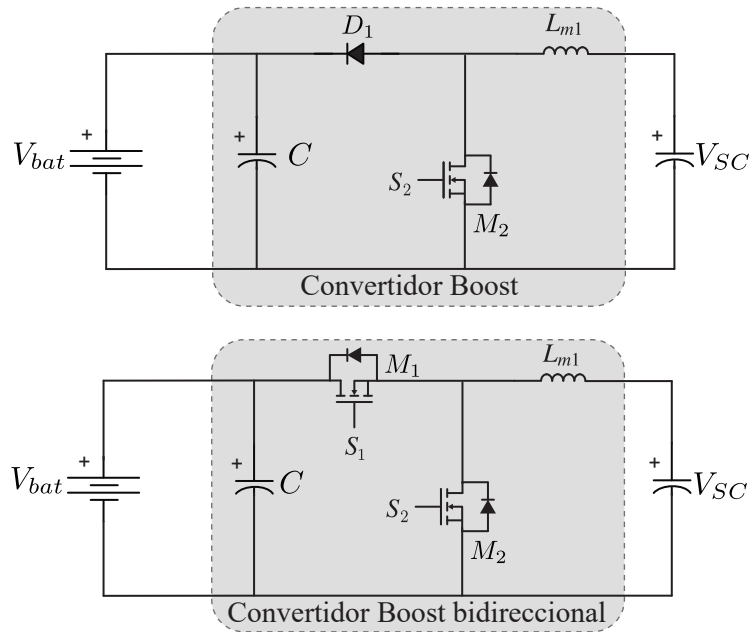 D1
Lm1
+
+
+
Vbat
C
VSC
S2
M2
Convertidor Boost
Lm1
M1
S1
+
+
+
Vbat
C
VSC
S2
M2
Convertidor Boost bidireccional